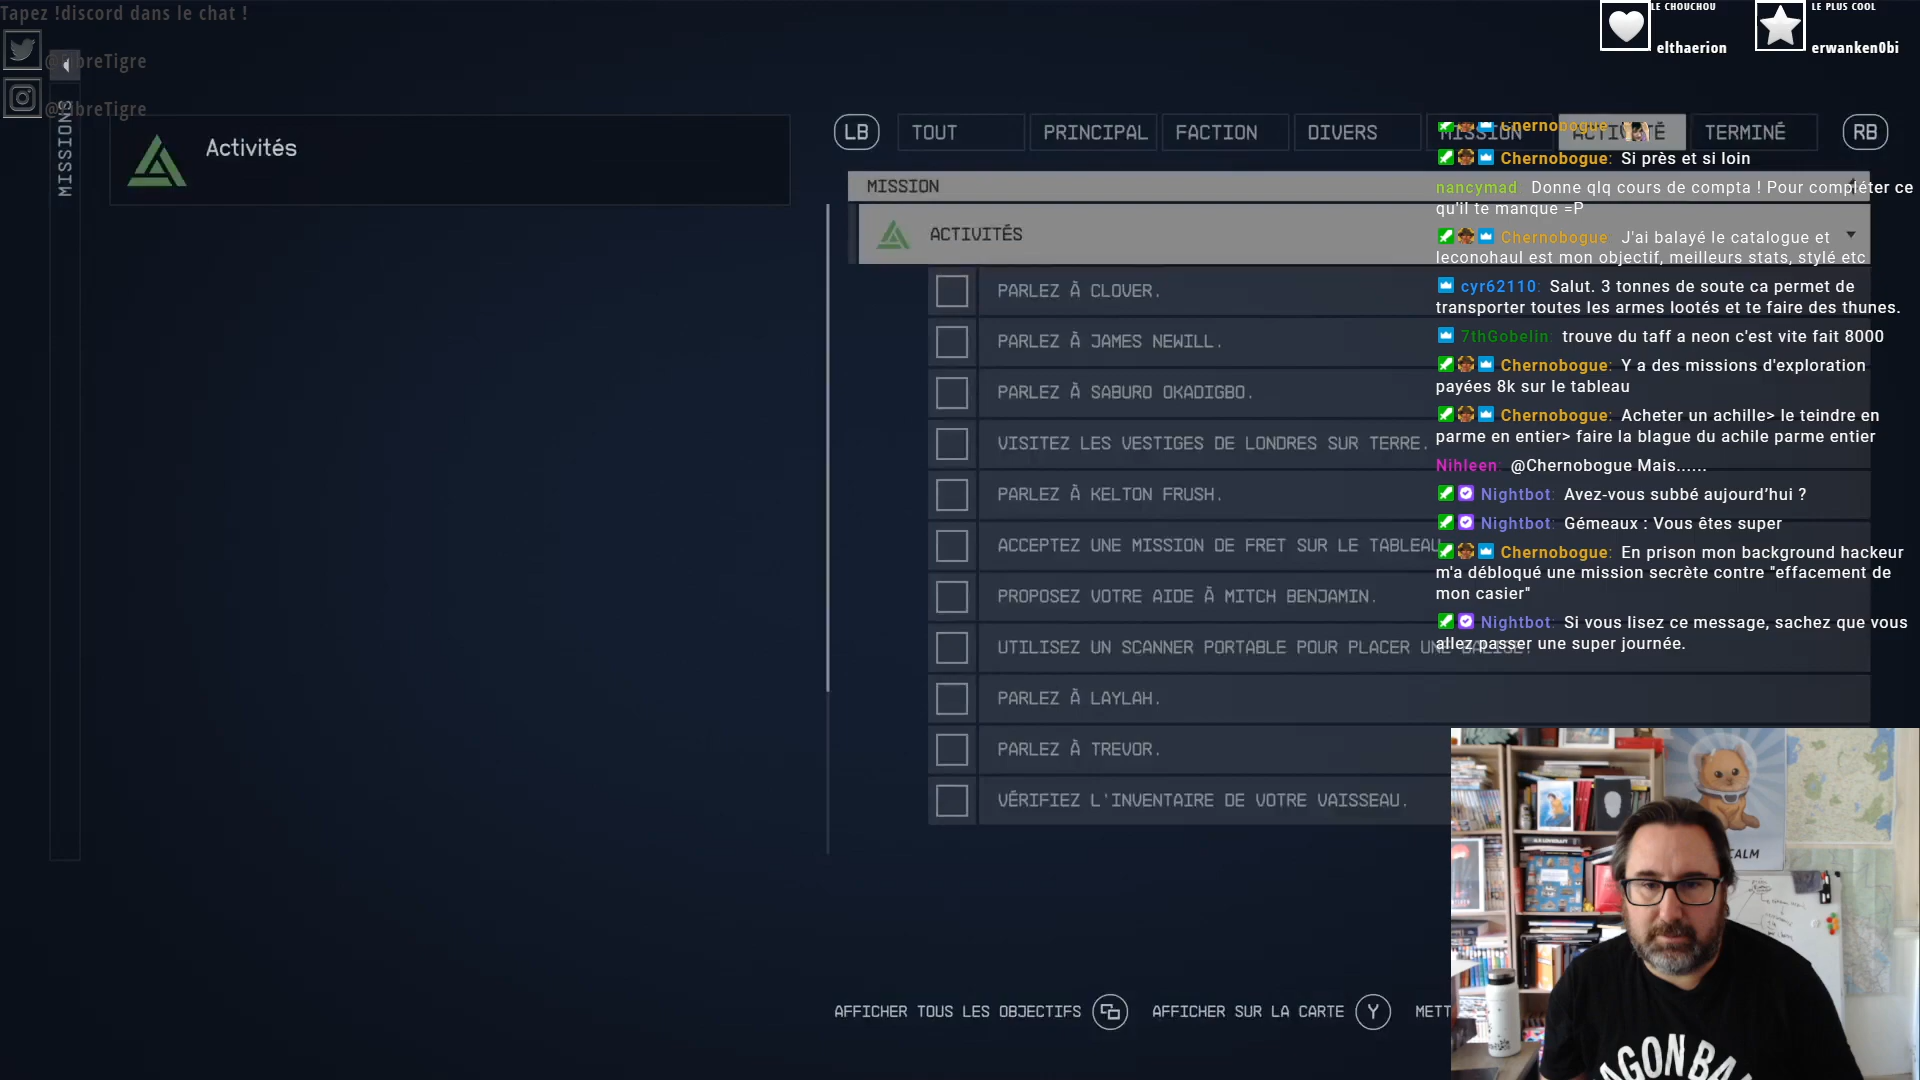 Tapez !discord dans le chat !
@FibreTigre
@FibreTigre
LE CHOUCHOU
elthaerion
LE PLUS COOL
erwanken0bi
MISSIONS
Activités
LB
TOUT
PRINCIPAL
FACTION
DIVERS
MISSION
ACTIVITÉ
TERMINÉ
RB
MISSION
ACTIVITÉS
PARLEZ À CLOVER.
PARLEZ À JAMES NEWILL.
PARLEZ À SABURO OKADIGBO.
VISITEZ LES VESTIGES DE LONDRES SUR TERRE.
PARLEZ À KELTON FRUSH.
ACCEPTEZ UNE MISSION DE FRET SUR LE TABLEAU
PROPOSEZ VOTRE AIDE À MITCH BENJAMIN.
UTILISEZ UN SCANNER PORTABLE POUR PLACER UNE BALISE.
PARLEZ À LAYLAH.
PARLEZ À TREVOR.
VÉRIFIEZ L'INVENTAIRE DE VOTRE VAISSEAU.
Chernobogue:
Chernobogue: Si près et si loin
nancymad: Donne qlq cours de compta ! Pour compléter ce
qu'il te manque =P
Chernobogue: J'ai balayé le catalogue et
leconohaul est mon objectif, meilleurs stats, stylé etc
cyr62110: Salut. 3 tonnes de soute ca permet de
transporter toutes les armes lootés et te faire des thunes.
7thGobelin: trouve du taff a neon c'est vite fait 8000
Chernobogue: Y a des missions d'exploration
payées 8k sur le tableau
Chernobogue: Acheter un achille> le teindre en
parme en entier> faire la blague du achile parme entier
Nihleen: @Chernobogue Mais......
Nightbot: Avez-vous subbé aujourd'hui ?
Nightbot: Gémeaux : Vous êtes super
Chernobogue: En prison mon background hackeur
m'a débloqué une mission secrète contre "effacement de
mon casier"
Nightbot: Si vous lisez ce message, sachez que vous
allez passer une super journée.
CALM
AFFICHER TOUS LES OBJECTIFS
AFFICHER SUR LA CARTE
Y
METT